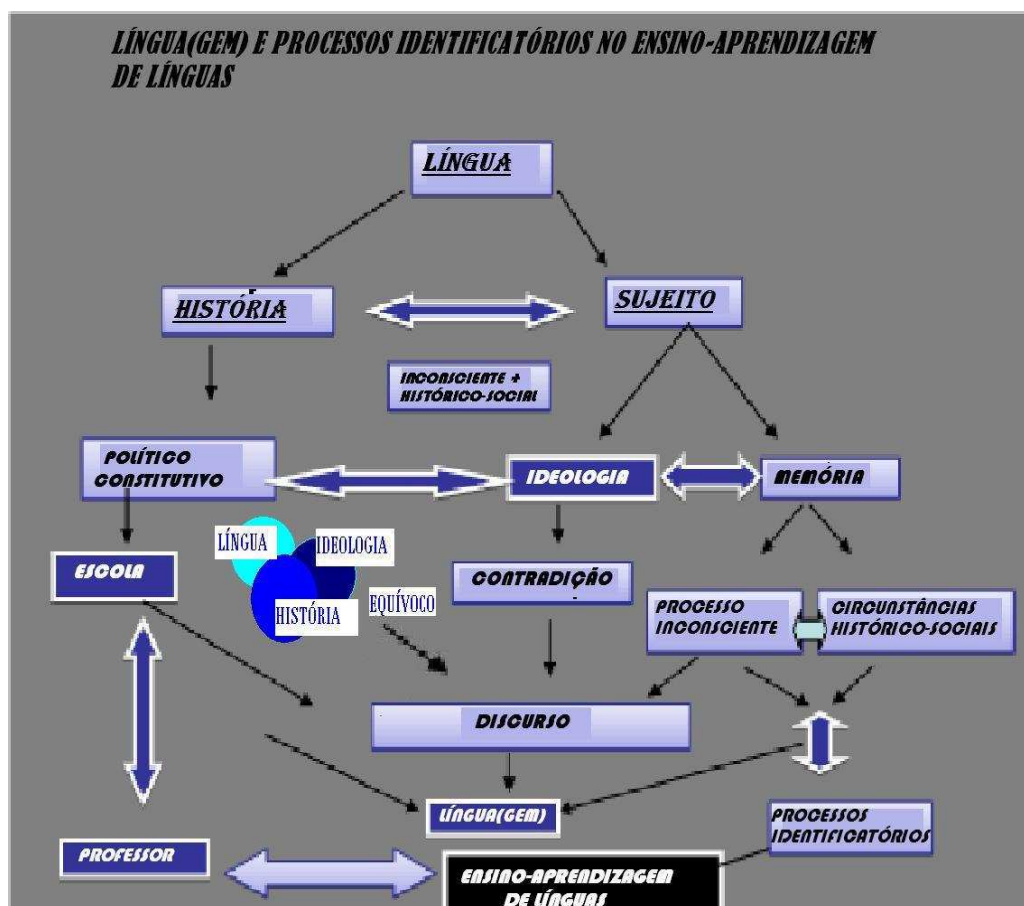 LÍNGUA(GEM) E PROCESSOS IDENTIFICATÓRIOS NO ENSINO-APRENDIZAGEM
DE LÍNGUAS
LÍNGUA
HISTÓRIA
SUJEITO
INCONSCIENTE +
HISTÓRICO-SOCIAL
POLÍTICO
CONSTITUTIVO
IDEOLOGIA
MEMÓRIA
LÍNGUA
IDEOLOGIA
HISTÓRIA
EQUÍVOCO
ESCOLA
CONTRADIÇÃO
PROCESSO
INCONSCIENTE
CIRCUNSTÂNCIAS
HISTÓRICO-SOCIAIS
DISCURSO
LÍNGUA(GEM)
PROCESSOS
IDENTIFICATÓRIOS
PROFESSOR
ENSINO-APRENDIZAGEM
DE LÍNGUAS